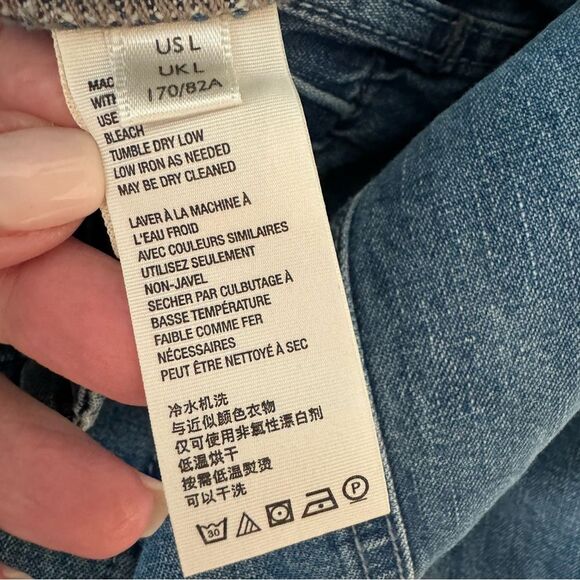 US L
UK L
170/82A
MAC
WITH
USE
BLEACH
TUMBLE DRY LOW
LOW IRON AS NEEDED
MAY BE DRY CLEANED
LAVER À LA MACHINE À
L'EAU FROID
AVEC COULEURS SIMILAIRES
UTILISEZ SEULEMENT
NON-JAVEL
SECHER PAR CULBUTAGE À
BASSE TEMPÉRATURE
FAIBLE COMME FER
NÉCESSAIRES
PEUT ÊTRE NETTOYÉ À SEC
冷水机洗
与近似颜色衣物
仅可使用非氧性漂白剂
低温烘干
按需低温熨烫
可以干洗
30 P